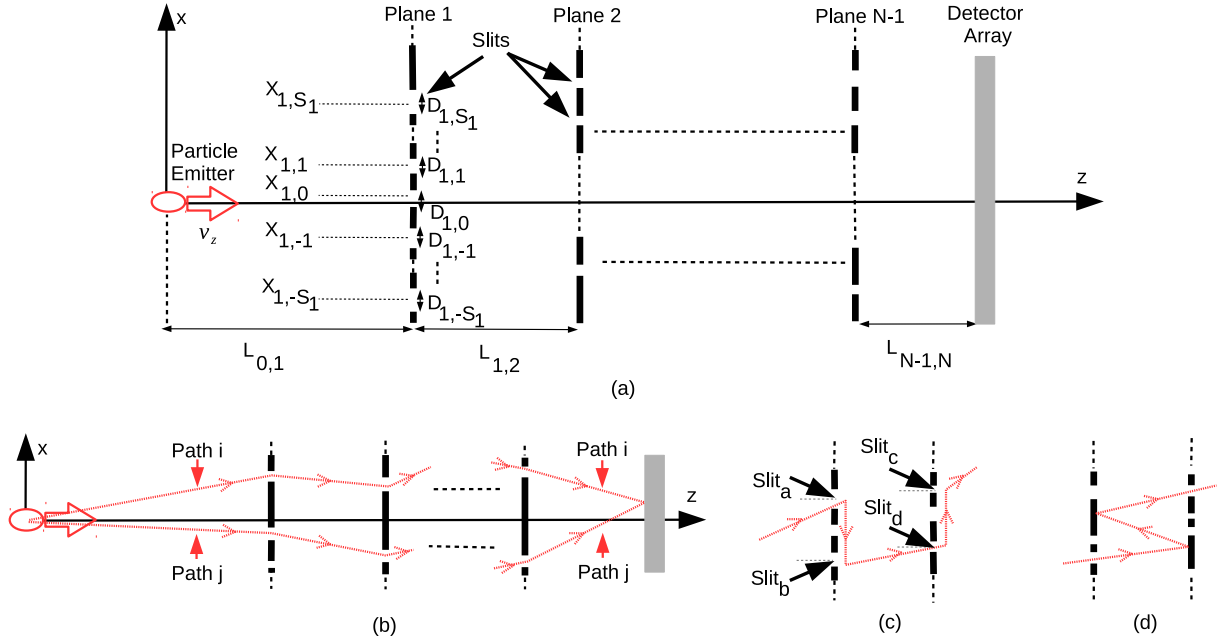 x
Plane 1
Plane 2
Plane N-1
Detector
Array
Slits
X1,S1
D1,S1
Particle
Emitter
X1,1
D1,1
X1,0
D1,0
z
vz
X1,-1
D1,-1
X1,-S1
D1,-S1
L0,1
L1,2
LN-1,N
(a)
x
Path i
Path i
z
Path j
Path j
(b)
Slita
Slitb
Slitc
Slitd
(c)
(d)